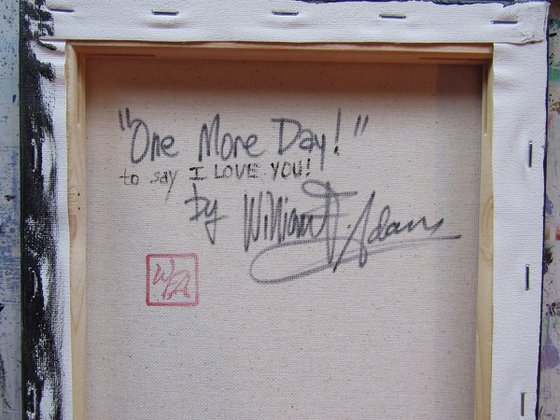 "One More Day!"
to say I LOVE YOU!
by William F. Adams